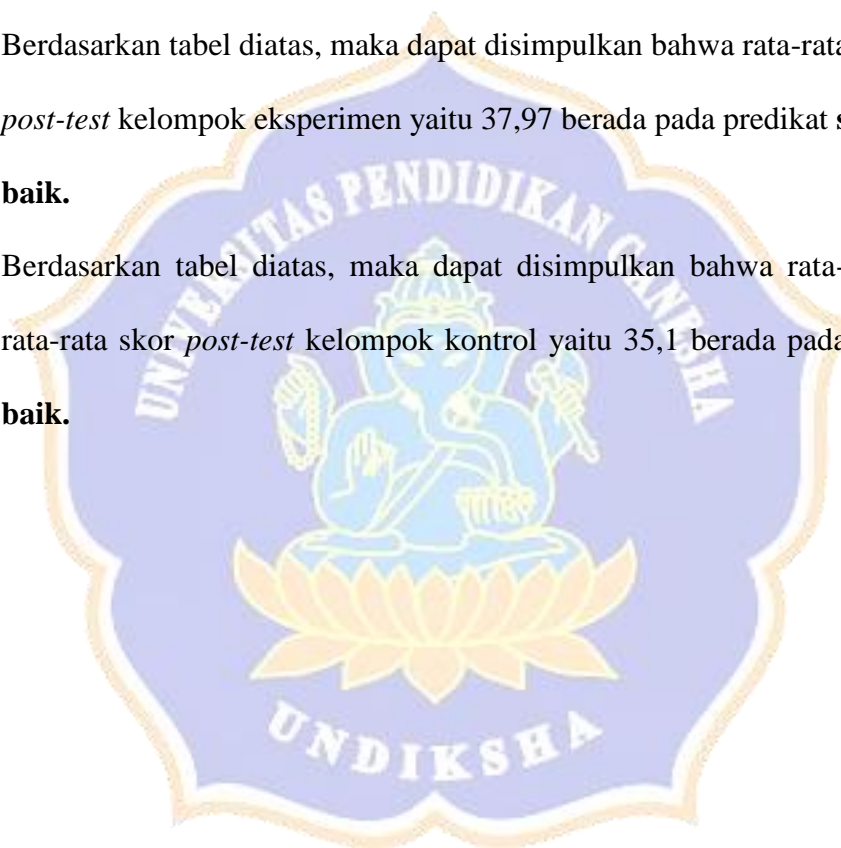 Berdasarkan tabel diatas, maka dapat disimpulkan bahwa rata-rata
post-test kelompok eksperimen yaitu 37,97 berada pada predikat
baik.
Berdasarkan tabel diatas, maka dapat disimpulkan bahwa rata-
rata-rata skor post-test kelompok kontrol yaitu 35,1 berada pada
baik.
UNIVERSITAS PENDIDIKAN GANESHA
UNDIKSHA